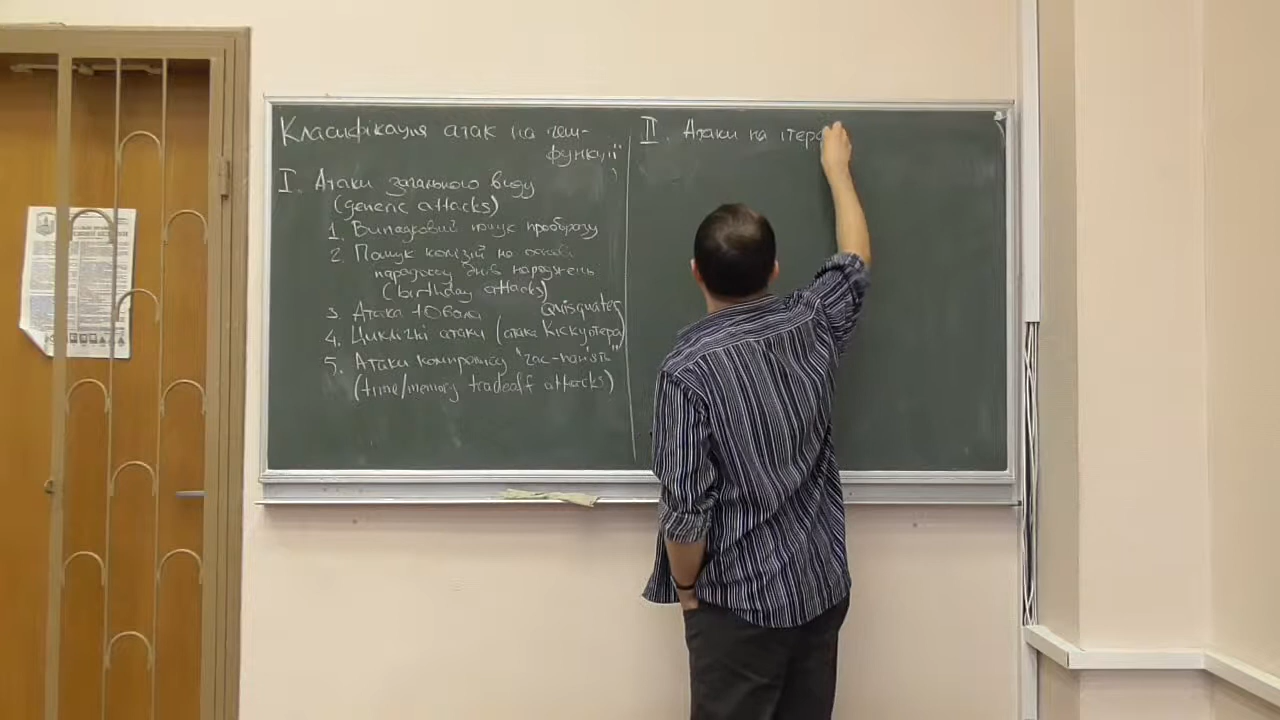 Класифікація атак на геш-
функції
I. Атаки загального виду
(generic attacks)
1. Випадковий пошук прообразу
2. Пошук колізій на основі
парадоксу днів народжень
(birthday attacks)
3. Атака Ювала
Quisquater
4. Циклічні атаки (атака Кіскуптера)
5. Атаки компромісу "час-пам'ять"
(time/memory tradeoff attacks)
II. Атаки на ітера